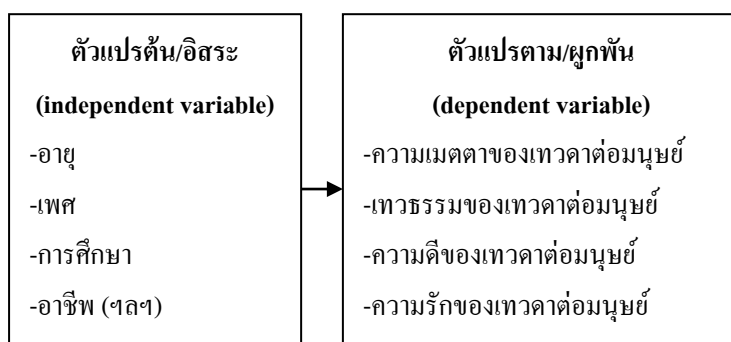 ตัวแปรต้น/อิสระ
(independent variable)
-อายุ
-เพศ
-การศึกษา
-อาชีพ (ฯลฯ)
ตัวแปรตาม/ผูกพัน
(dependent variable)
-ความเมตตาของเทวดาต่อมนุษย์
-เทวธรรมของเทวดาต่อมนุษย์
-ความดีของเทวดาต่อมนุษย์
-ความรักของเทวดาต่อมนุษย์